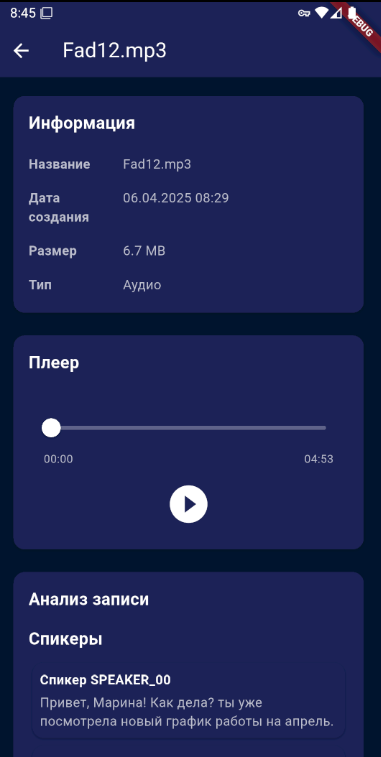 8:45
DEBUG
Fad12.mp3
Информация
Название Fad12.mp3
Дата создания 06.04.2025 08:29
Размер 6.7 MB
Тип Аудио
Плеер
00:00 04:53
Анализ записи
Спикеры
Спикер SPEAKER_00
Привет, Марина! Как дела? ты уже
посмотрела новый график работы на апрель.